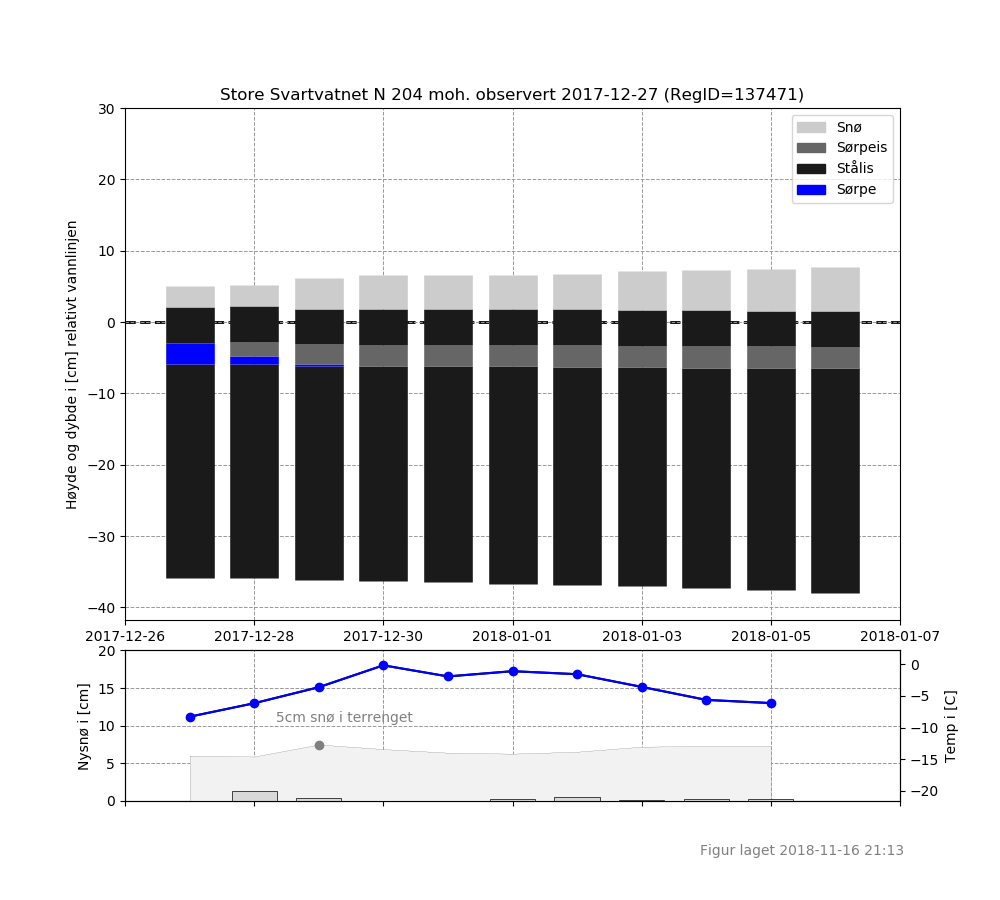 Store Svartvatnet N 204 moh. observert 2017-12-27 (RegID=137471)
Høyde og dybde i [cm] relativt vannlinjen
30
20
10
0
−10
−20
−30
−40
Snø
Sørpeis
Stålis
Sørpe
2017-12-26 2017-12-28 2017-12-30 2018-01-01 2018-01-03 2018-01-05 2018-01-07
Nysnø i [cm]
20
15
10
5
0
5cm snø i terrenget
0
−5
−10
−15
−20
Temp i [C]
Figur laget 2018-11-16 21:13